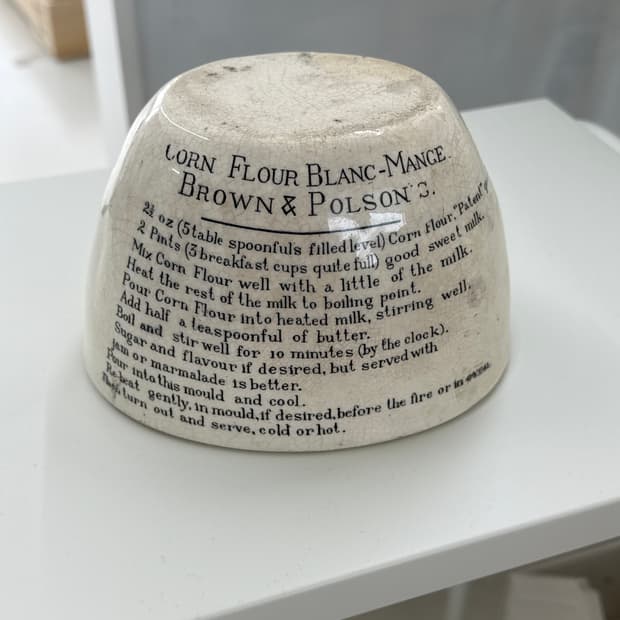 CORN FLOUR BLANC-MANGE.
BROWN & POLSON'S.
2½ oz (5 table spoonfuls filled level) Corn Flour, "Patent"
2 Pints (3 breakfast cups quite full) good sweet milk.
Mix Corn Flour well with a little of the milk.
Heat the rest of the milk to boiling point.
Pour Corn Flour into heated milk, stirring well.
Add half a teaspoonful of butter.
Boil and stir well for 10 minutes (by the clock).
Sugar and flavour if desired, but served with
jam or marmalade is better.
Pour into this mould and cool.
Re-heat gently, in mould, if desired, before the fire or in
Then turn out and serve, cold or hot.